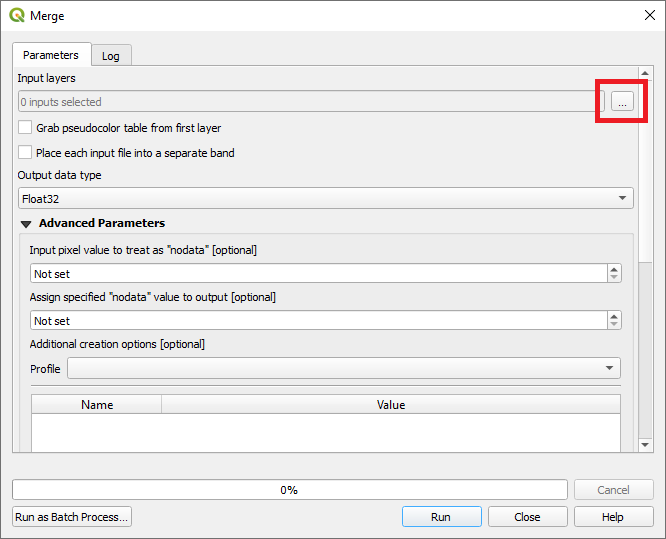 Merge
Parameters
Log
Input layers
0 inputs selected
...
Grab pseudocolor table from first layer
Place each input file into a separate band
Output data type
Float32
Advanced Parameters
Input pixel value to treat as "nodata" [optional]
Not set
Assign specified "nodata" value to output [optional]
Not set
Additional creation options [optional]
Profile
Name Value
0%
Cancel
Run as Batch Process...
Run
Close
Help